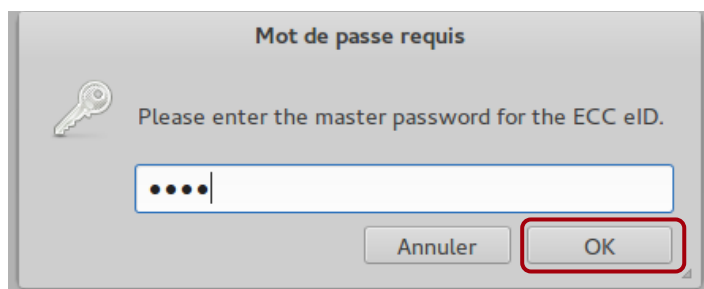 Mot de passe requis
Please enter the master password for the ECC eID.
••••
Annuler OK